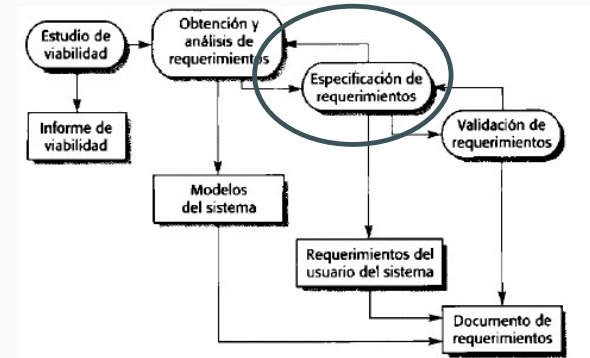 Estudio de
viabilidad
Obtención y
análisis de
requerimientos
Especificación de
requerimientos
Informe de
viabilidad
Validación de
requerimientos
Modelos
del sistema
Requerimientos del
usuario del sistema
Documento de
requerimientos